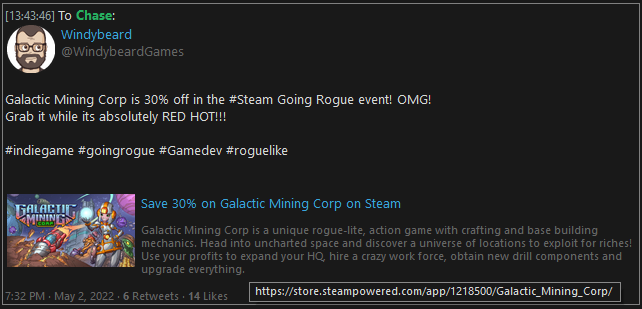 [13:43:46] To Chase:
Windybeard
@WindybeardGames
Galactic Mining Corp is 30% off in the #Steam Going Rogue event! OMG!
Grab it while its absolutely RED HOT!!!
#indiegame #goingrogue #Gamedev #roguelike
GALACTIC
MINING
CORP
Save 30% on Galactic Mining Corp on Steam
Galactic Mining Corp is a unique rogue-lite, action game with crafting and base building
mechanics. Head into uncharted space and discover a universe of locations to exploit for riches!
Use your profits to expand your HQ, hire a crazy work force, obtain new drill components and
upgrade everything.
7:32 PM · May 2, 2022 · 6 Retweets · 14 Likes
https://store.steampowered.com/app/1218500/Galactic_Mining_Corp/